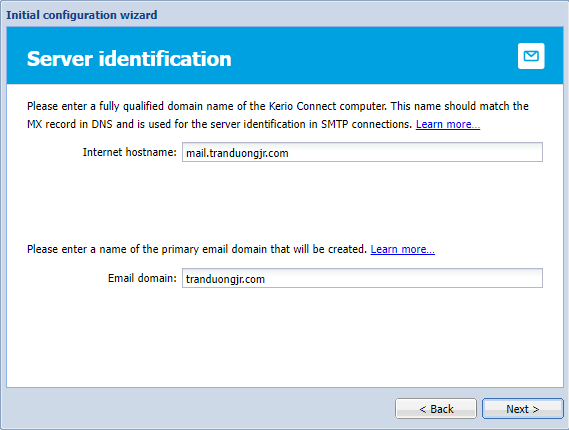 Initial configuration wizard
Server identification
Please enter a fully qualified domain name of the Kerio Connect computer. This name should match the
MX record in DNS and is used for the server identification in SMTP connections. Learn more...
Internet hostname: mail.tranduongjr.com
Please enter a name of the primary email domain that will be created. Learn more...
Email domain: tranduongjr.com
< Back Next >